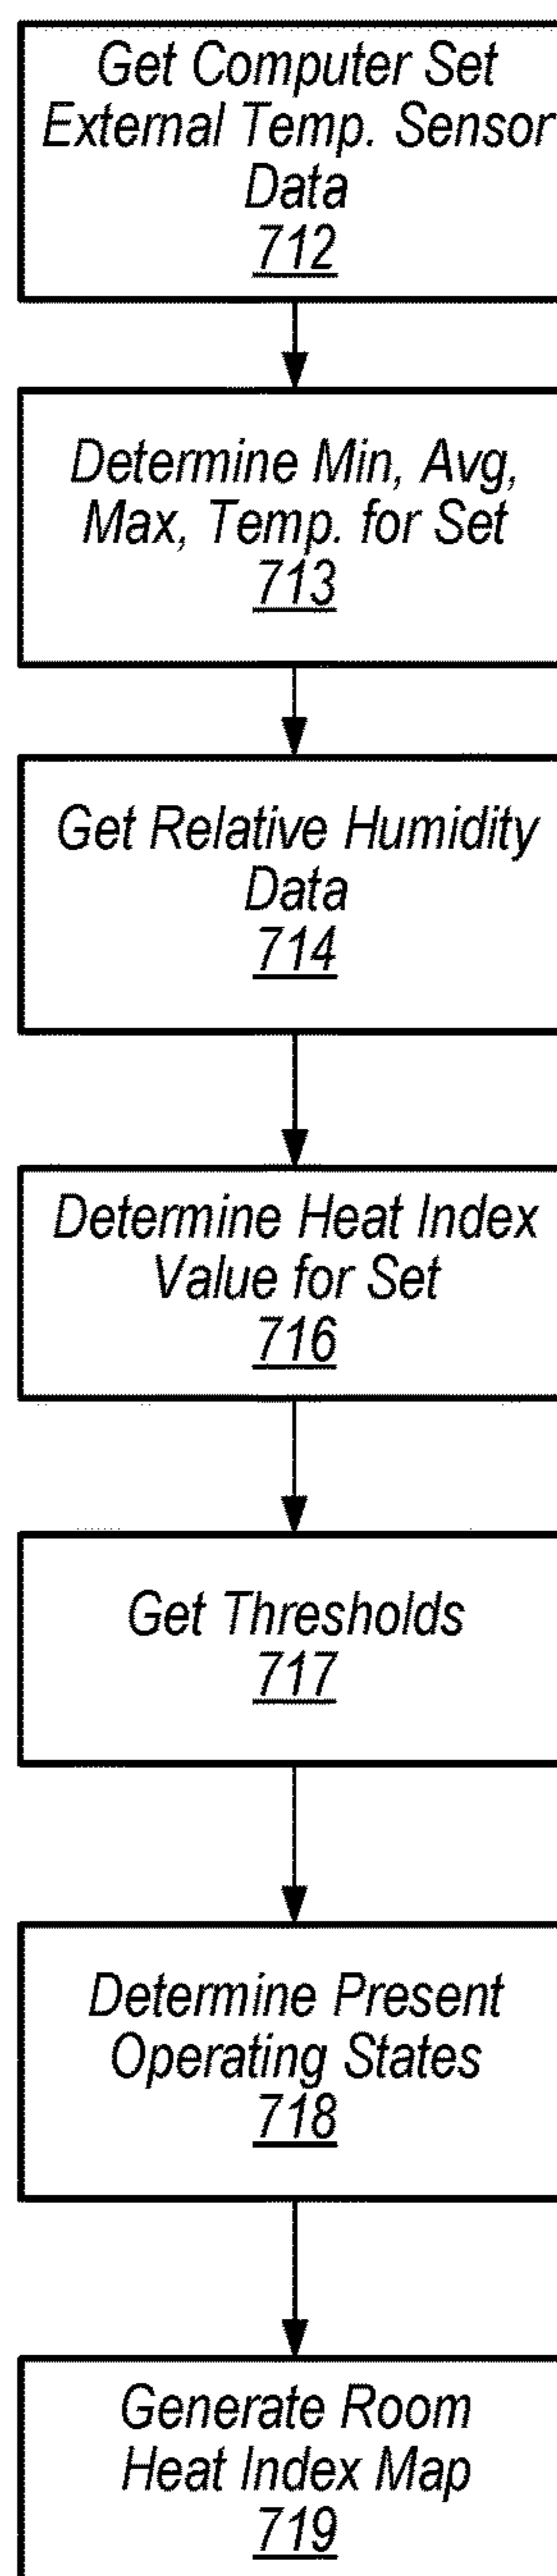 Get Computer Set
External Temp. Sensor
Data
712
Determine Min, Avg,
Max, Temp. for Set
713
Get Relative Humidity
Data
714
Determine Heat Index
Value for Set
716
Get Thresholds
717
Determine Present
Operating States
718
Generate Room
Heat Index Map
719